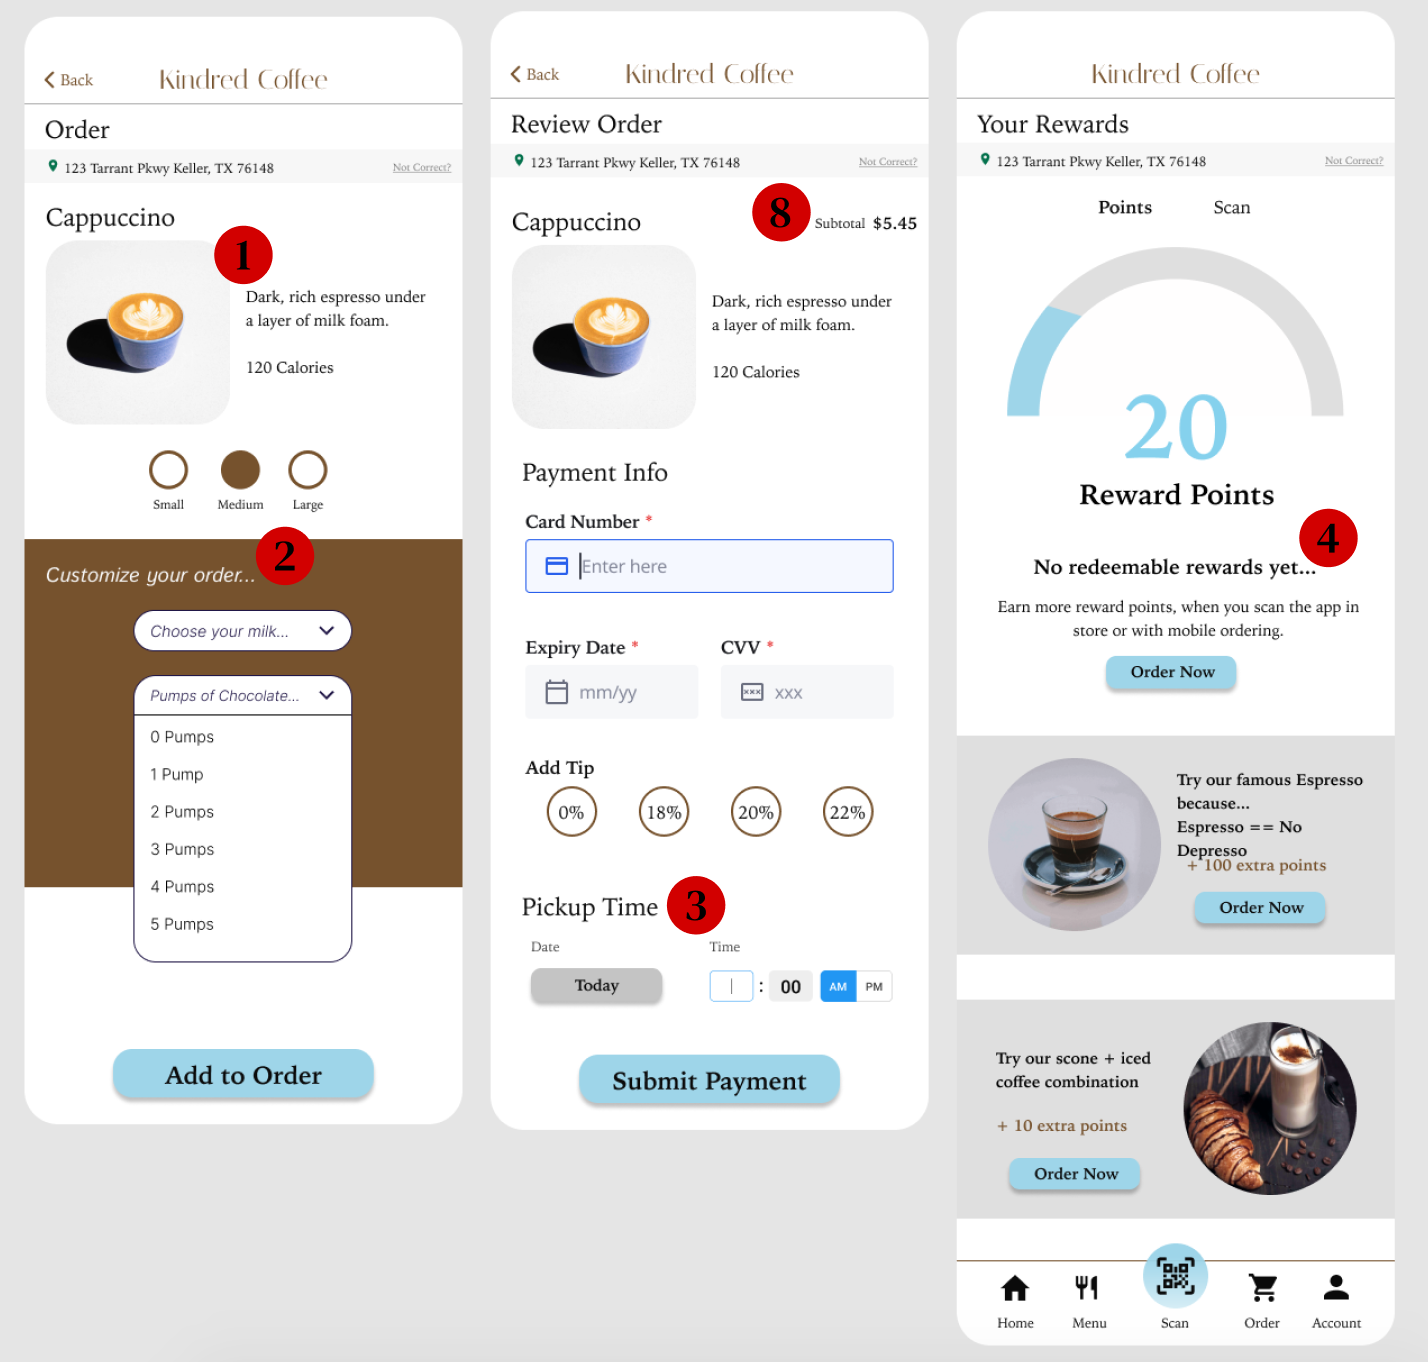 Back
Kindred Coffee
Order
123 Tarrant Pkwy Keller, TX 76148
Not Correct?
Cappuccino
1
Dark, rich espresso under
a layer of milk foam.
120 Calories
Small
Medium
Large
2
Customize your order...
Choose your milk...
Pumps of Chocolate...
0 Pumps
1 Pump
2 Pumps
3 Pumps
4 Pumps
5 Pumps
Add to Order
Back
Kindred Coffee
Review Order
123 Tarrant Pkwy Keller, TX 76148
Not Correct?
8
Cappuccino
Subtotal $5.45
Dark, rich espresso under
a layer of milk foam.
120 Calories
Payment Info
Card Number *
Enter here
Expiry Date *
CVV *
mm/yy
xxx
Add Tip
0%
18%
20%
22%
Pickup Time
3
Date
Time
Today
: 00
AM
PM
Submit Payment
Kindred Coffee
Your Rewards
123 Tarrant Pkwy Keller, TX 76148
Not Correct?
Points
Scan
20
Reward Points
4
No redeemable rewards yet...
Earn more reward points, when you scan the app in
store or with mobile ordering.
Order Now
Try our famous Espresso
because...
Espresso == No
Depresso
+ 100 extra points
Order Now
Try our scone + iced
coffee combination
+ 10 extra points
Order Now
Home
Menu
Scan
Order
Account